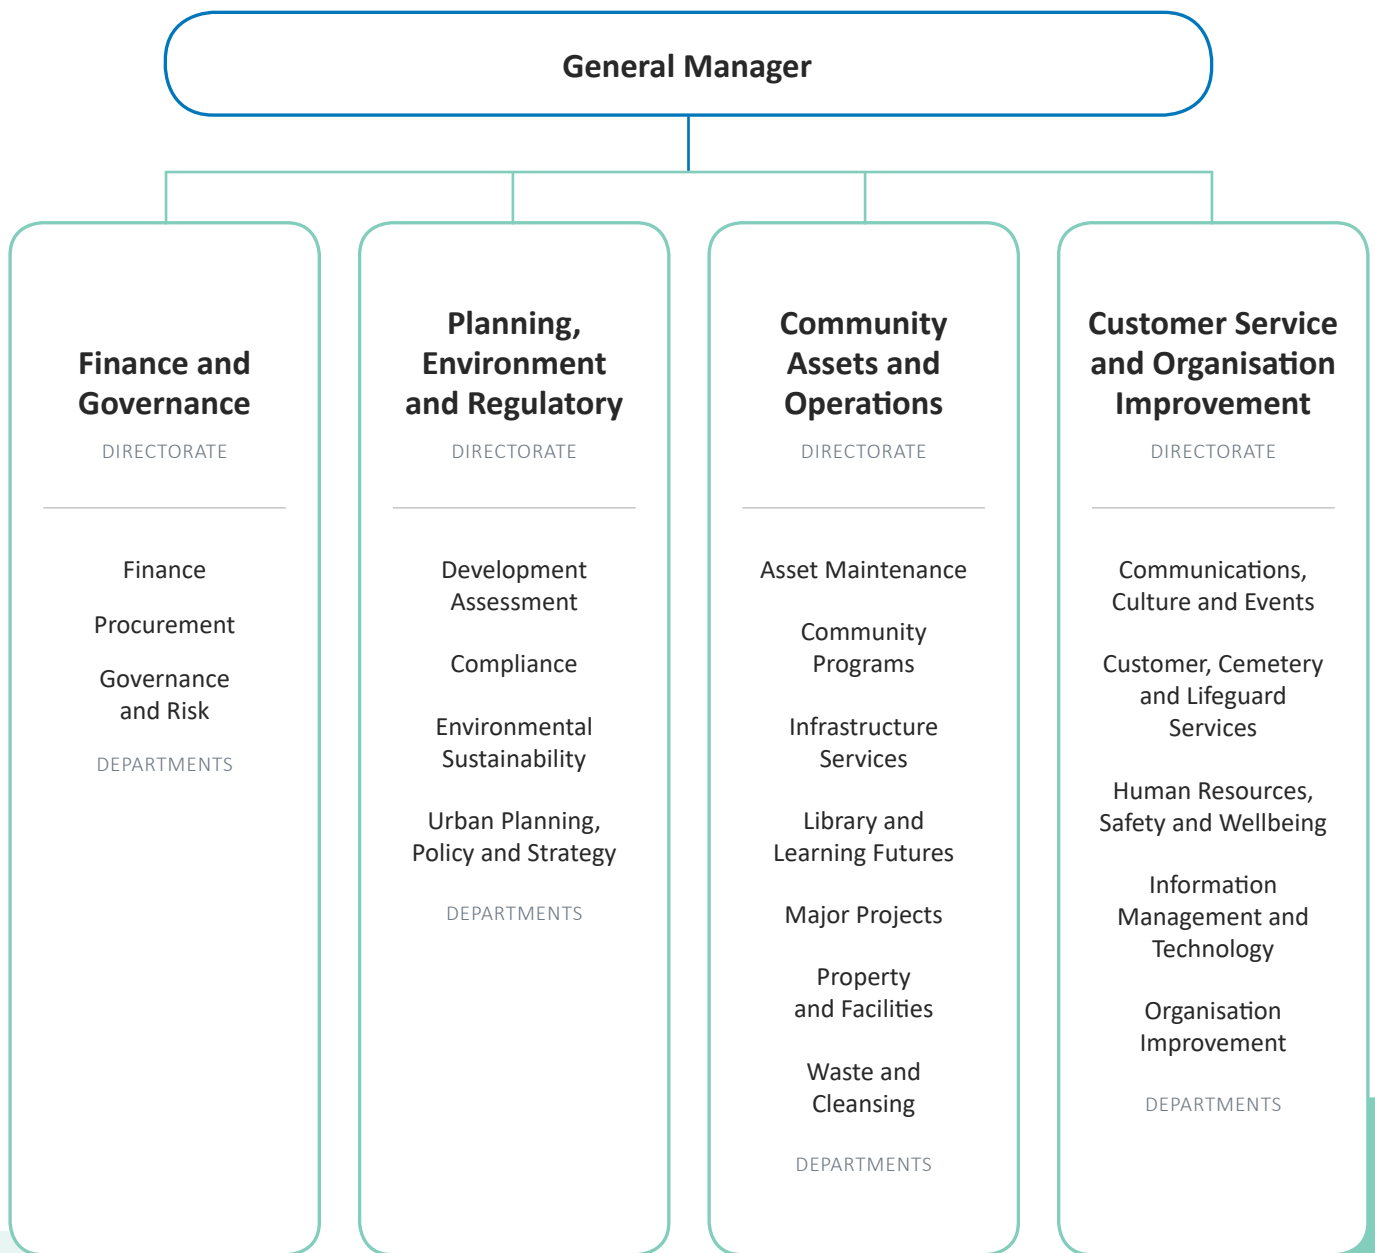 General Manager
Finance and
Governance
DIRECTORATE
Finance
Procurement
Governance
and Risk
DEPARTMENTS
Planning,
Environment
and Regulatory
DIRECTORATE
Development
Assessment
Compliance
Environmental
Sustainability
Urban Planning,
Policy and Strategy
DEPARTMENTS
Community
Assets and
Operations
DIRECTORATE
Asset Maintenance
Community
Programs
Infrastructure
Services
Library and
Learning Futures
Major Projects
Property
and Facilities
Waste and
Cleansing
DEPARTMENTS
Customer Service
and Organisation
Improvement
DIRECTORATE
Communications,
Culture and Events
Customer, Cemetery
and Lifeguard
Services
Human Resources,
Safety and Wellbeing
Information
Management and
Technology
Organisation
Improvement
DEPARTMENTS